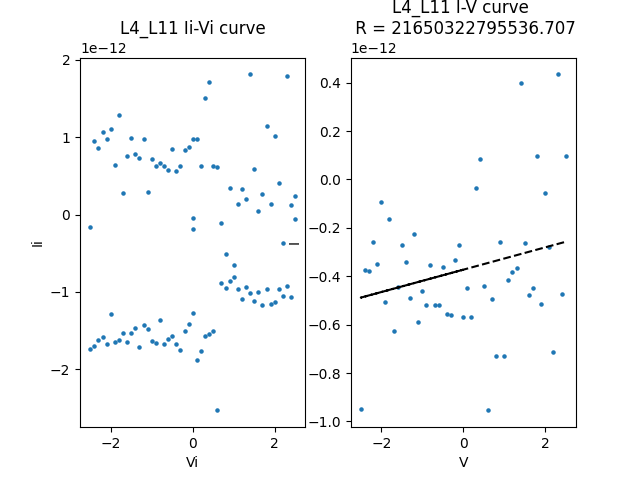 L4_L11 Ii-Vi curve
1e−12
2
1
0
−1
−2
Ii
−2
0
2
Vi
L4_L11 I-V curve
R = 21650322795536.707
1e−12
0.4
0.2
0.0
−0.2
−0.4
−0.6
−0.8
−1.0
I
−2
0
2
V